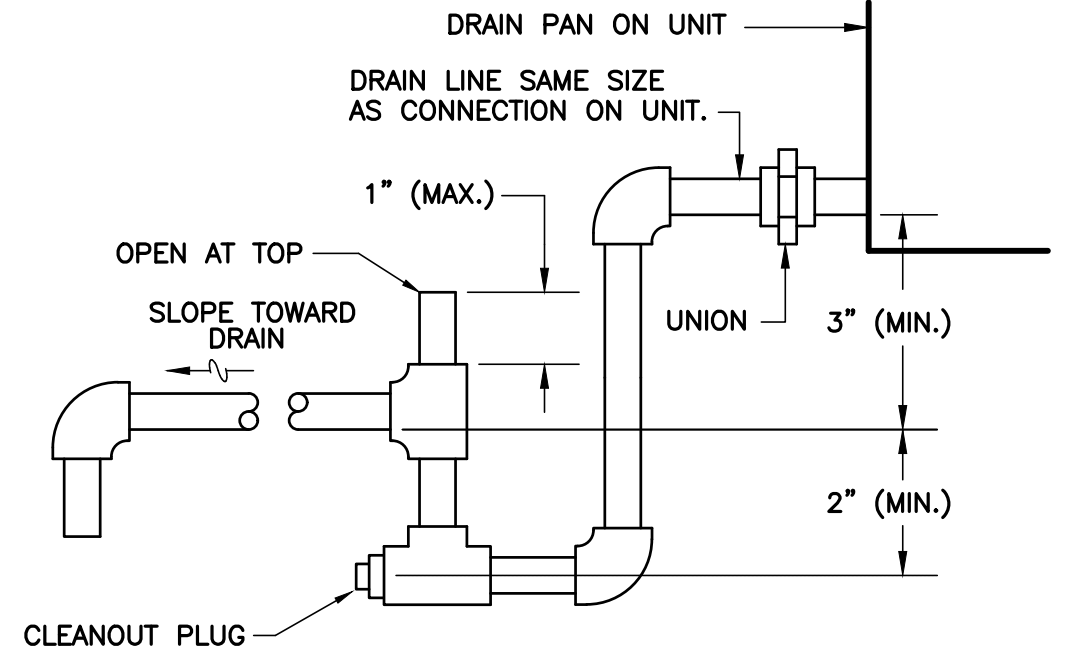 DRAIN PAN ON UNIT
DRAIN LINE SAME SIZE
AS CONNECTION ON UNIT.
1” (MAX.)
OPEN AT TOP
SLOPE TOWARD
DRAIN
UNION
3” (MIN.)
2” (MIN.)
CLEANOUT PLUG